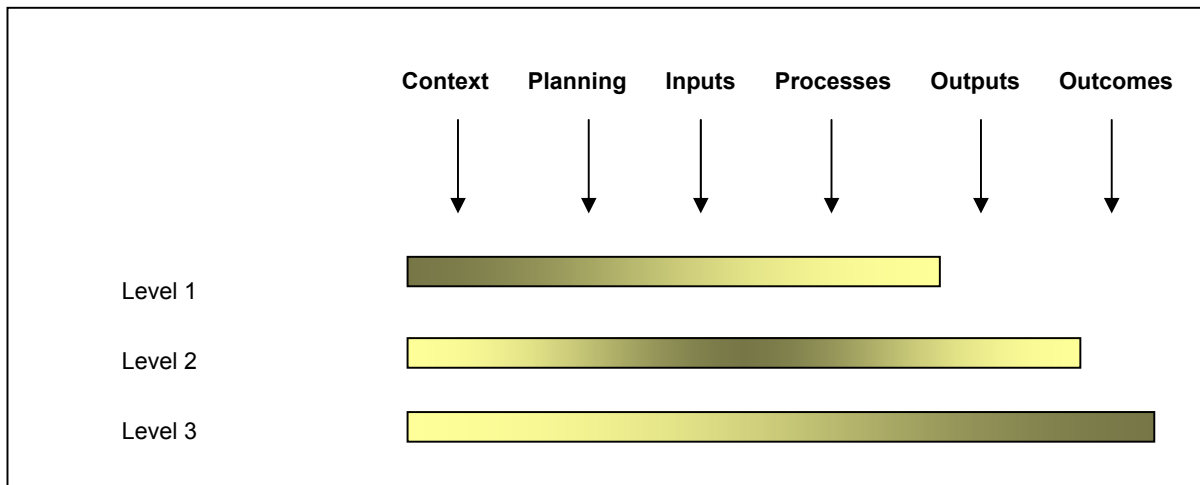 Context Planning Inputs Processes Outputs Outcomes
Level 1
Level 2
Level 3